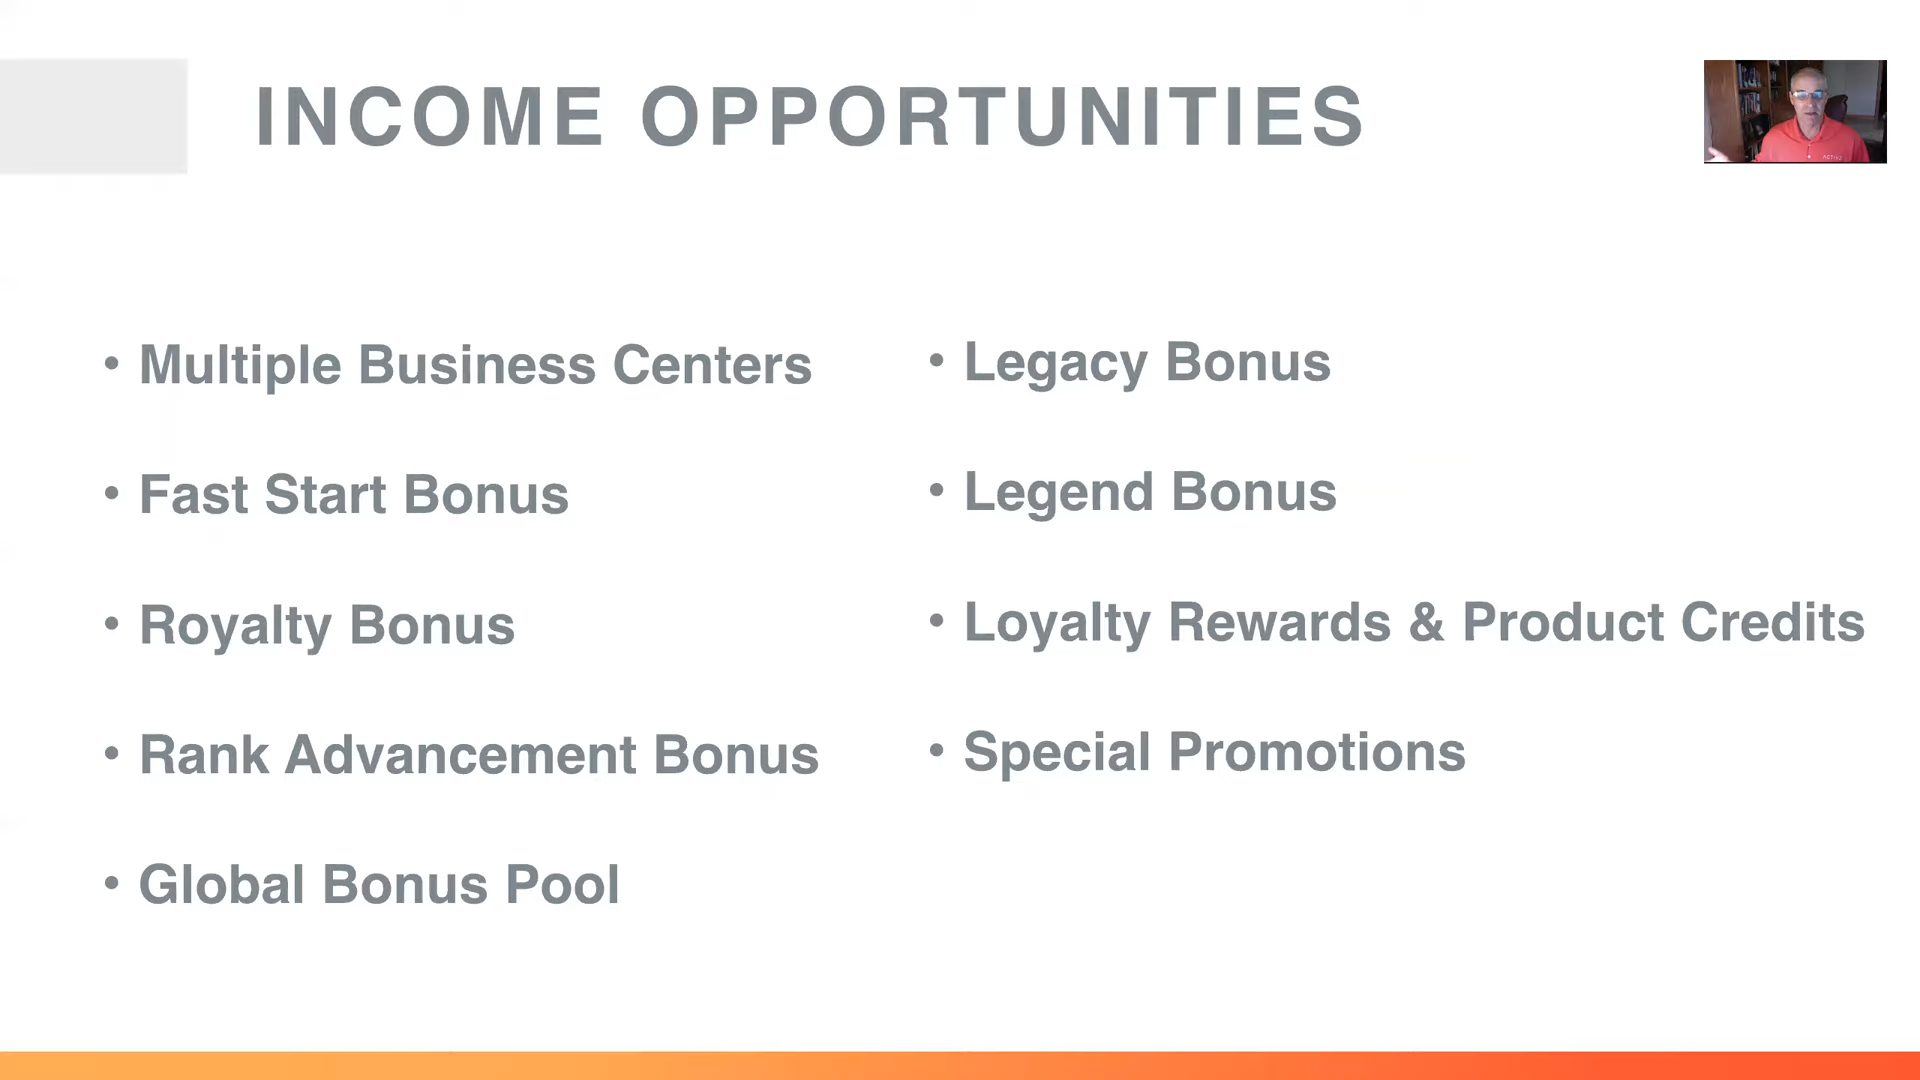 INCOME OPPORTUNITIES
• Multiple Business Centers
• Fast Start Bonus
• Royalty Bonus
• Rank Advancement Bonus
• Global Bonus Pool
• Legacy Bonus
• Legend Bonus
• Loyalty Rewards & Product Credits
• Special Promotions